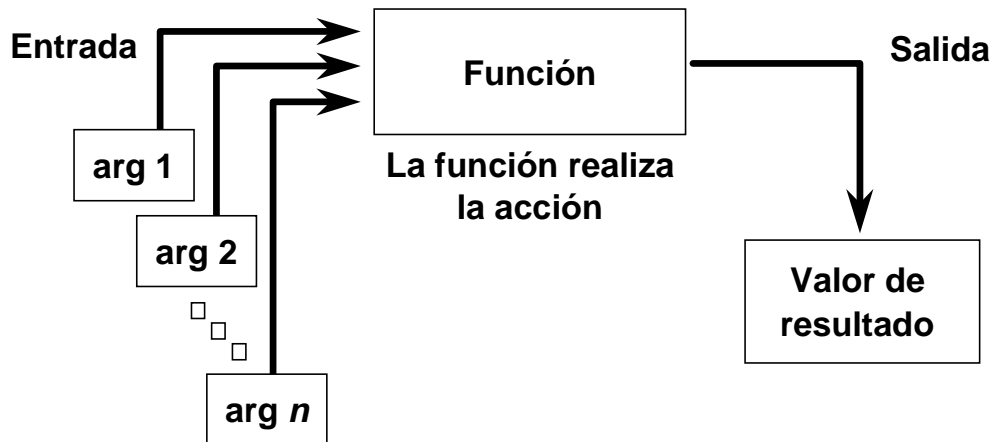 Entrada
Función
Salida
arg 1
La función realiza
la acción
arg 2
Valor de
resultado
arg n